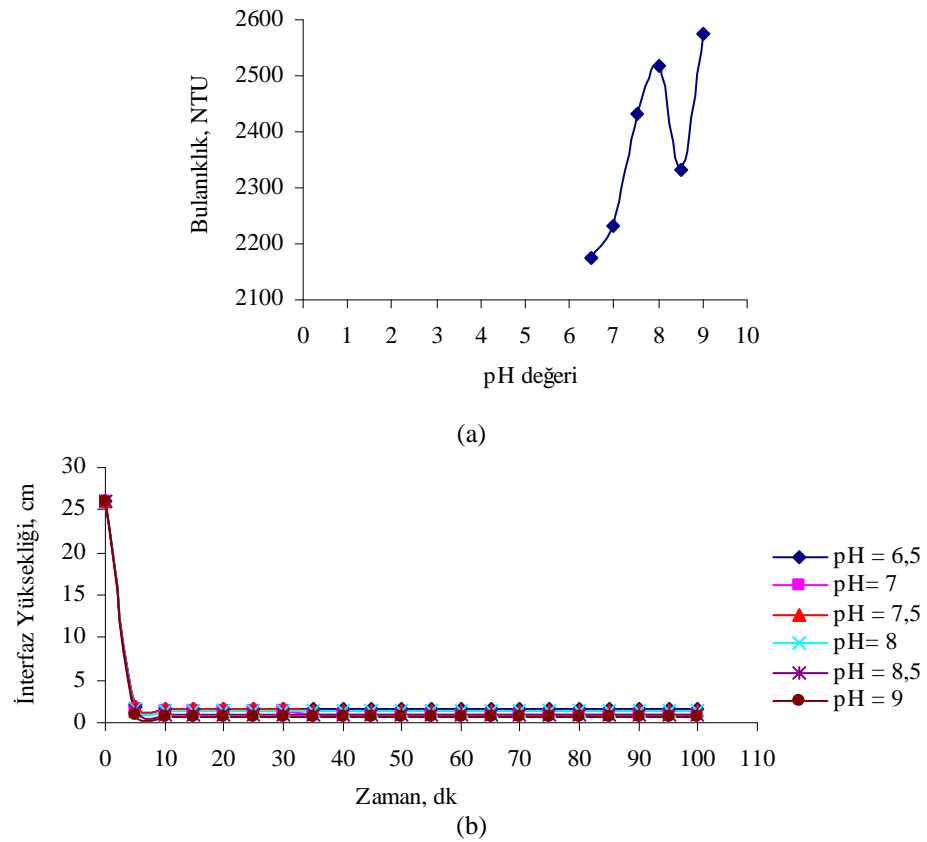 2600
2500
2400
2300
2200
2100
Bulanıklık, NTU
0 1 2 3 4 5 6 7 8 9 10
pH değeri
(a)
30
25
20
15
10
5
0
İnterfaz Yüksekliği, cm
0 10 20 30 40 50 60 70 80 90 100 110
Zaman, dk
pH = 6,5
pH= 7
pH = 7,5
pH= 8
pH = 8,5
pH = 9
(b)